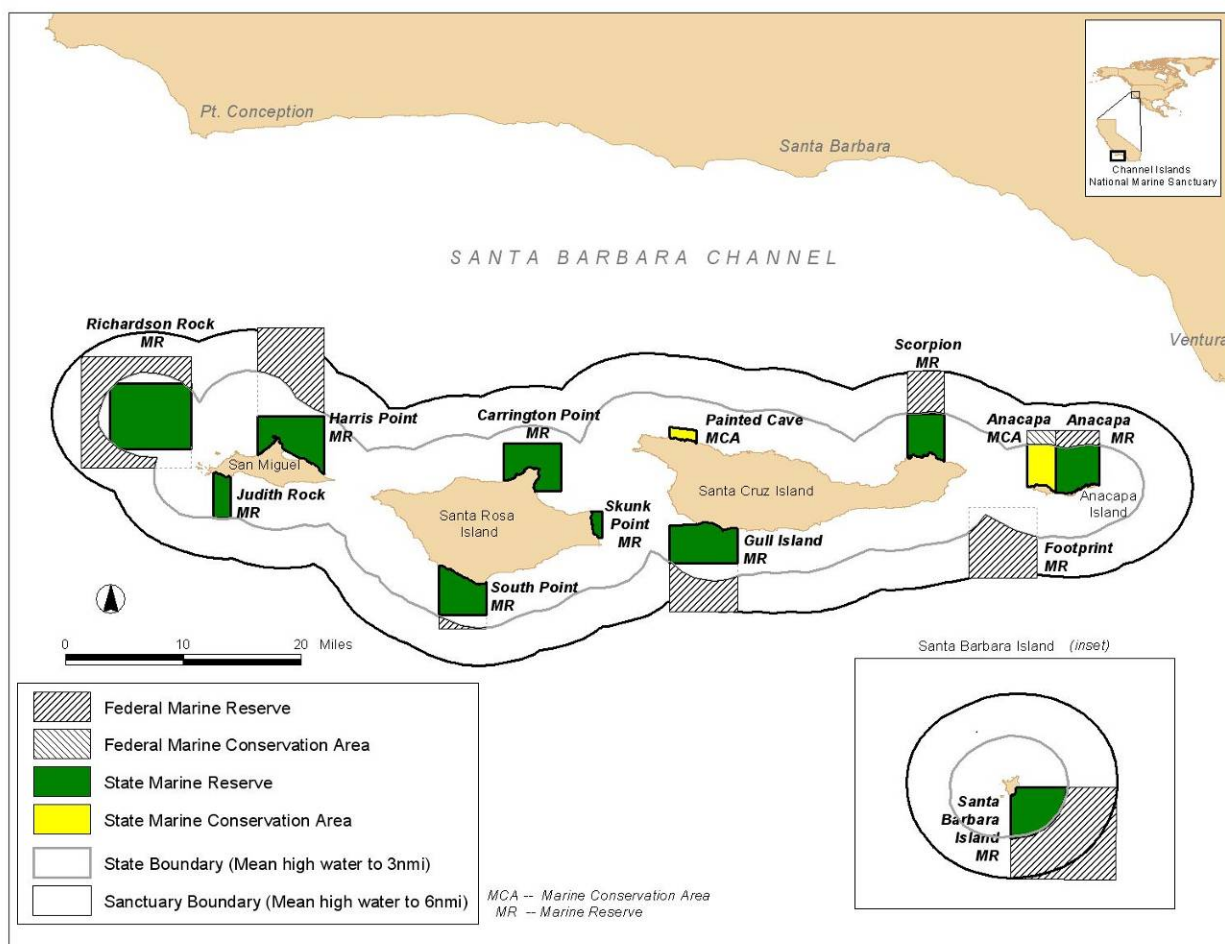 Pt. Conception
Santa Barbara
Channel Islands
National Marine Sanctuary
SANTA BARBARA CHANNEL
Ventura
Richardson Rock
MR
Harris Point
MR
Carrington Point
MR
Painted Cave
MCA
Scorpion
MR
Anacapa
MCA
Anacapa
MR
San Miguel
Judith Rock
MR
Santa Rosa
Island
Skunk
Point
MR
Santa Cruz Island
Gull Island
MR
Anacapa
Island
Footprint
MR
South Point
MR
0 10 20 Miles
Santa Barbara Island (inset)
Santa
Barbara
Island
MR
Federal Marine Reserve
Federal Marine Conservation Area
State Marine Reserve
State Marine Conservation Area
State Boundary (Mean high water to 3nmi)
Sanctuary Boundary (Mean high water to 6nmi)
MCA -- Marine Conservation Area
MR -- Marine Reserve